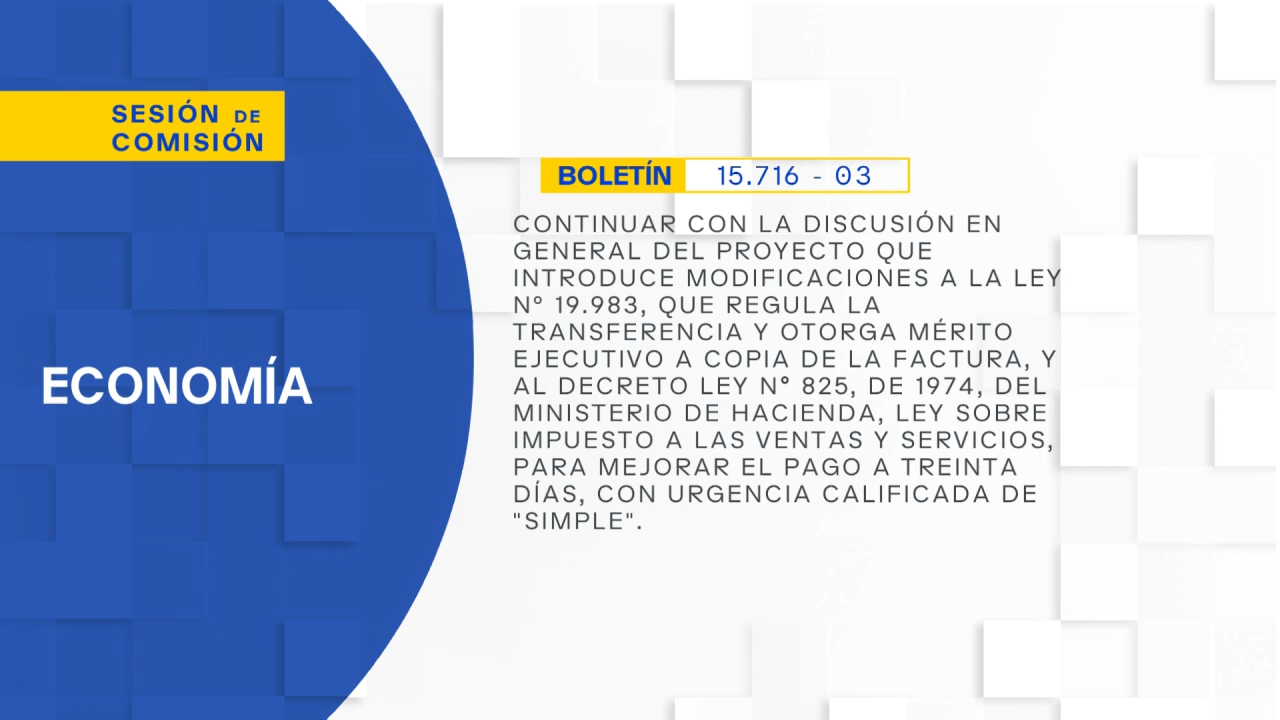 SESIÓN DE
COMISIÓN
ECONOMÍA
BOLETÍN 15.716 - 03
CONTINUAR CON LA DISCUSIÓN EN
GENERAL DEL PROYECTO QUE
INTRODUCE MODIFICACIONES A LA LEY
N° 19.983, QUE REGULA LA
TRANSFERENCIA Y OTORGA MÉRITO
EJECUTIVO A COPIA DE LA FACTURA, Y
AL DECRETO LEY N° 825, DE 1974, DEL
MINISTERIO DE HACIENDA, LEY SOBRE
IMPUESTO A LAS VENTAS Y SERVICIOS,
PARA MEJORAR EL PAGO A TREINTA
DÍAS, CON URGENCIA CALIFICADA DE
"SIMPLE".